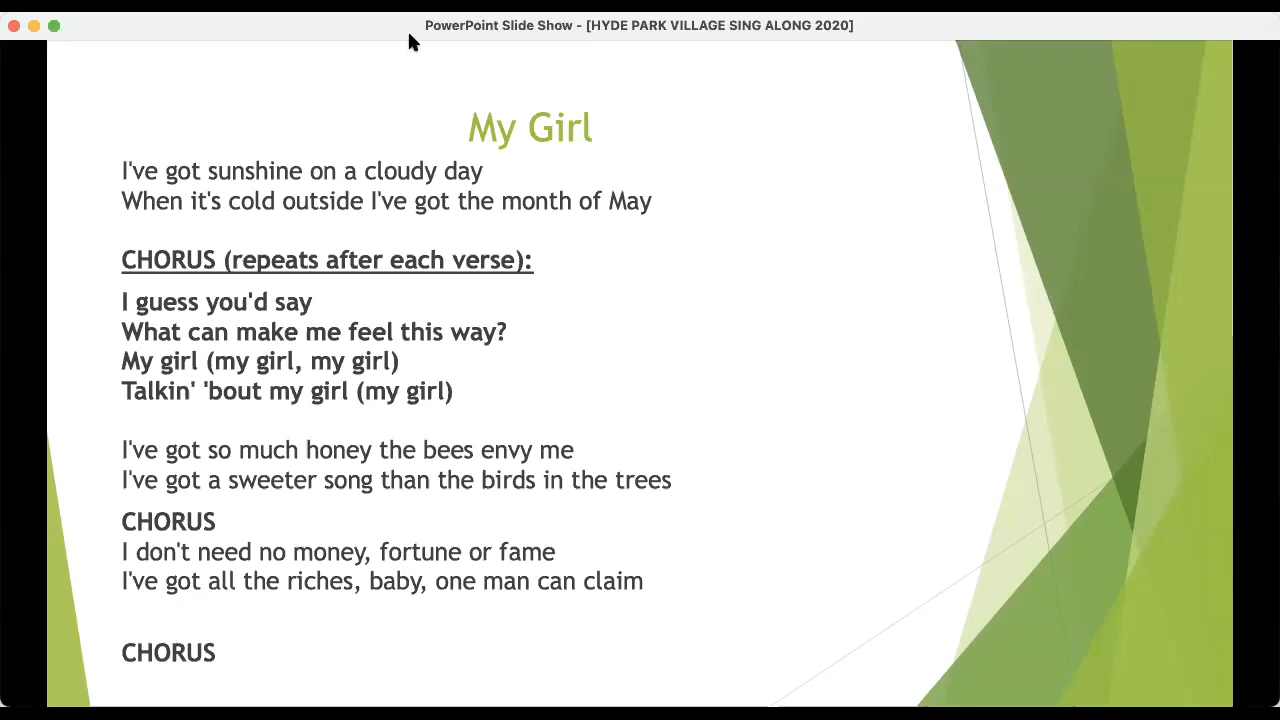 PowerPoint Slide Show - [HYDE PARK VILLAGE SING ALONG 2020]
My Girl
I've got sunshine on a cloudy day
When it's cold outside I've got the month of May
CHORUS (repeats after each verse):
I guess you'd say
What can make me feel this way?
My girl (my girl, my girl)
Talkin' 'bout my girl (my girl)
I've got so much honey the bees envy me
I've got a sweeter song than the birds in the trees
CHORUS
I don't need no money, fortune or fame
I've got all the riches, baby, one man can claim
CHORUS